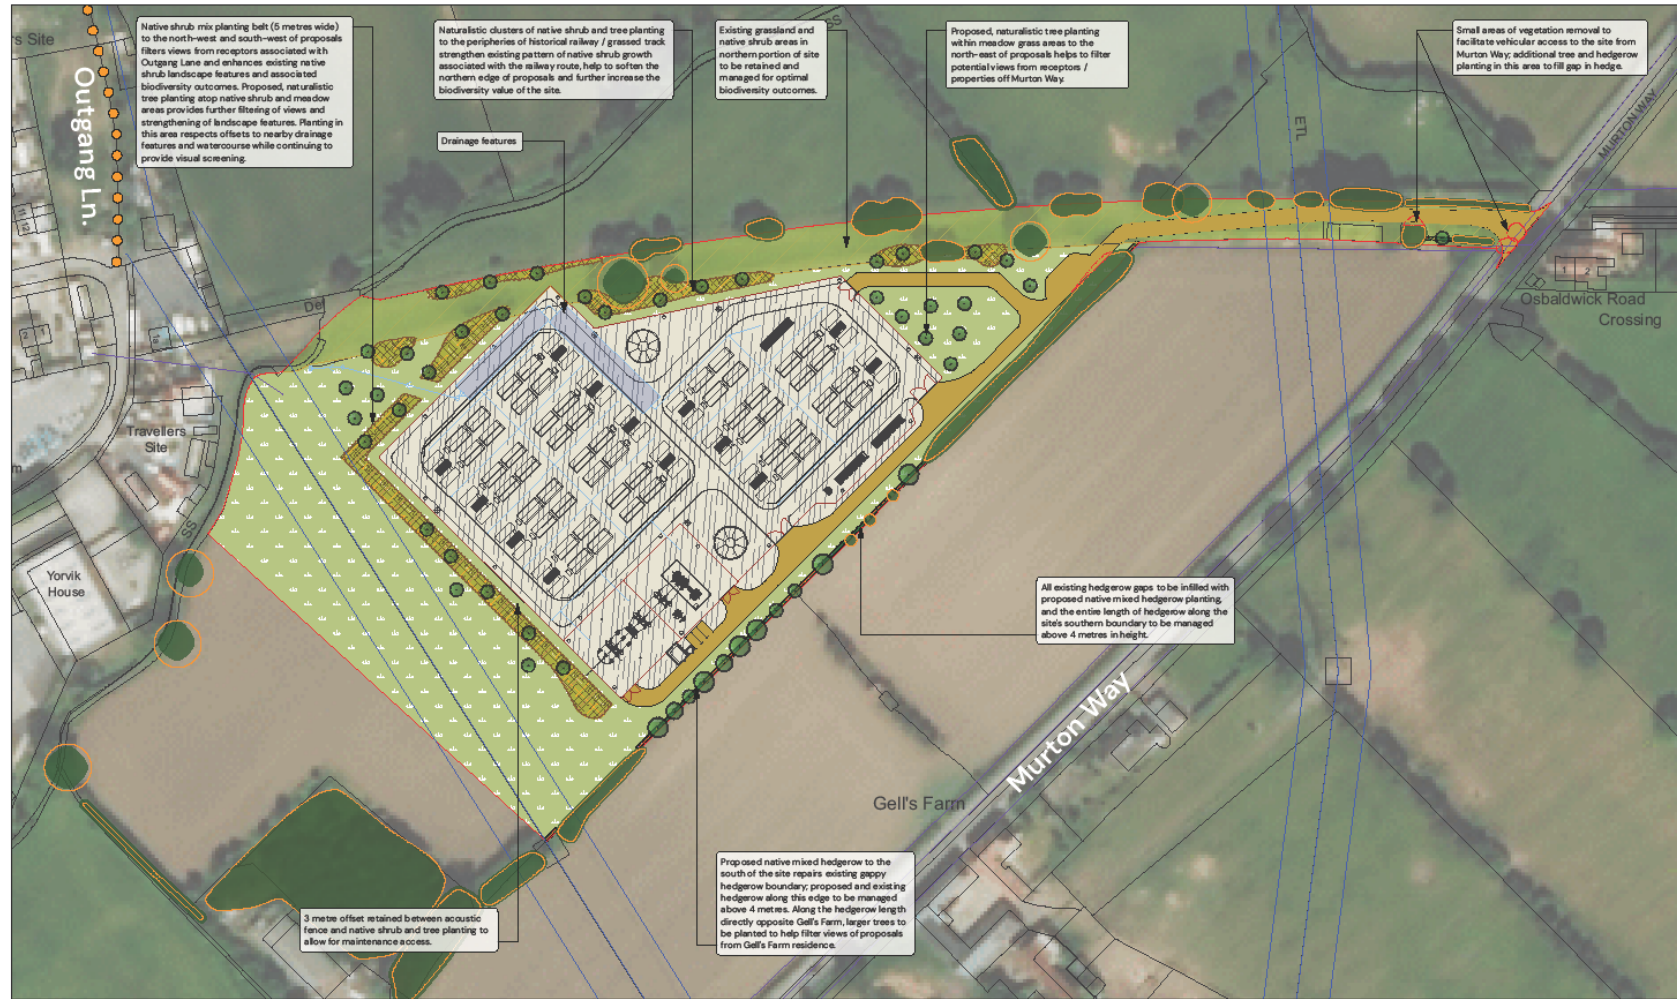 Native shrub mix planting belt (5 metres wide)
to the north-west and south-west of proposals
filters views from receptors associated with
Outgang Lane and enhances existing native
shrub landscape features and associated
biodiversity outcomes. Proposed, naturalistic
tree planting atop native shrub and meadow
areas provides further filtering of views and
strengthening of landscape features. Planting in
this area respects offsets to nearby drainage
features and watercourse while continuing to
provide visual screening.
Naturalistic clusters of native shrub and tree planting
to the peripheries of historical railway / grassed track
strengthen existing pattern of native shrub growth
associated with the railway route, help to soften the
northern edge of proposals and further increase the
biodiversity value of the site.
Existing grassland and
native shrub areas in
northern portion of site
to be retained and
managed for optimal
biodiversity outcomes.
Proposed, naturalistic tree planting
within meadow grass areas to the
north-east of proposals helps to filter
potential views from receptors /
properties off Murton Way.
Small areas of vegetation removal to
facilitate vehicular access to the site from
Murton Way; additional tree and hedgerow
planting in this area to fill gap in hedge.
Drainage features
s Site
Outgang Ln.
SS
ETL
MURTON WAY
Def
1
2
Osbaldwick Road
Crossing
Travellers
Site
SS
Yorvik
House
All existing hedgerow gaps to be infilled with
proposed native mixed hedgerow planting,
and the entire length of hedgerow along the
site's southern boundary to be managed
above 4 metres in height.
Murton Way
Gell's Farm
Proposed native mixed hedgerow to the
south of the site repairs existing gappy
hedgerow boundary; proposed and existing
hedgerow along this edge to be managed
above 4 metres. Along the hedgerow length
directly opposite Gell's Farm, larger trees to
be planted to help filter views of proposals
from Gell's Farm residence.
3 metre offset retained between acoustic
fence and native shrub and tree planting to
allow for maintenance access.